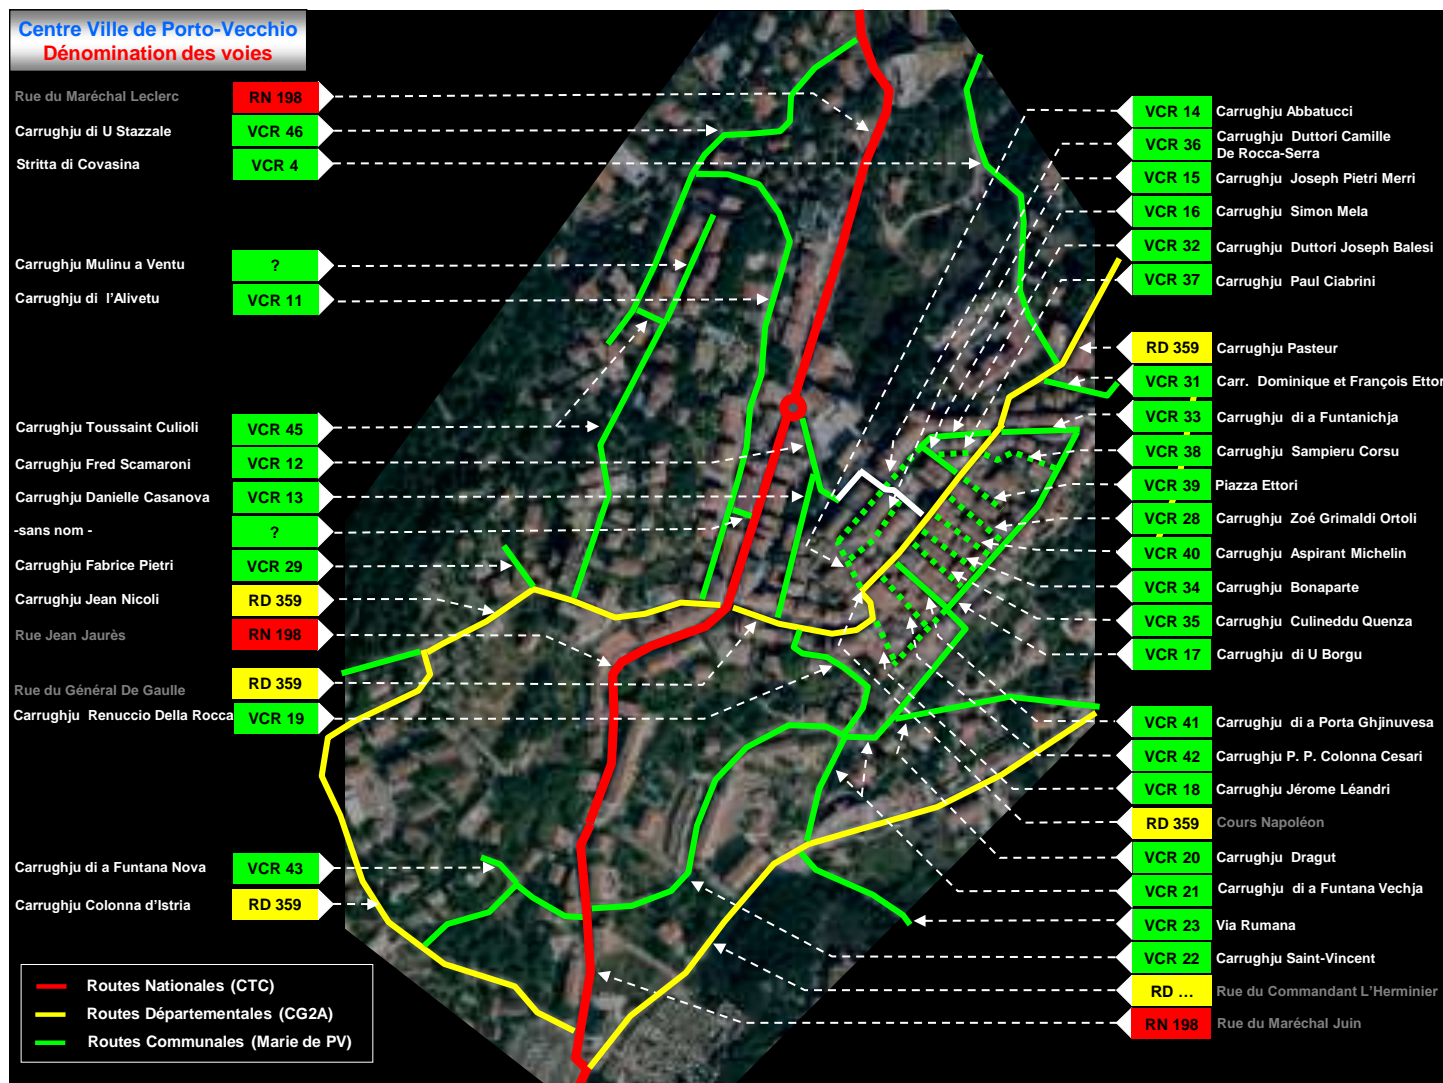 Centre Ville de Porto-Vecchio
Dénomination des voies
Rue du Maréchal Leclerc RN 198
Carrughju di U Stazzale VCR 46
Stritta di Covasina VCR 4
Carrughju Mulinu a Ventu ?
Carrughju di l'Alivetu VCR 11
Carrughju Toussaint Culioli VCR 45
Carrughju Fred Scamaroni VCR 12
Carrughju Danielle Casanova VCR 13
-sans nom - ?
Carrughju Fabrice Pietri VCR 29
Carrughju Jean Nicoli RD 359
Rue Jean Jaurès RN 198
Rue du Général De Gaulle RD 359
Carrughju Renuccio Della Rocca VCR 19
Carrughju di a Funtana Nova VCR 43
Carrughju Colonna d'Istria RD 359
Routes Nationales (CTC)
Routes Départementales (CG2A)
Routes Communales (Marie de PV)
VCR 14 Carrughju Abbatucci
VCR 36 Carrughju Duttori Camille
De Rocca-Serra
VCR 15 Carrughju Joseph Pietri Merri
VCR 16 Carrughju Simon Mela
VCR 32 Carrughju Duttori Joseph Balesi
VCR 37 Carrughju Paul Ciabrini
RD 359 Carrughju Pasteur
VCR 31 Carr. Dominique et François Ettor
VCR 33 Carrughju di a Funtanichja
VCR 38 Carrughju Sampieru Corsu
VCR 39 Piazza Ettori
VCR 28 Carrughju Zoé Grimaldi Ortoli
VCR 40 Carrughju Aspirant Michelin
VCR 34 Carrughju Bonaparte
VCR 35 Carrughju Culineddu Quenza
VCR 17 Carrughju di U Borgu
VCR 41 Carrughju di a Porta Ghjinuvesa
VCR 42 Carrughju P. P. Colonna Cesari
VCR 18 Carrughju Jérome Léandri
RD 359 Cours Napoléon
VCR 20 Carrughju Dragut
VCR 21 Carrughju di a Funtana Vechja
VCR 23 Via Rumana
VCR 22 Carrughju Saint-Vincent
RD ... Rue du Commandant L'Herminier
RN 198 Rue du Maréchal Juin